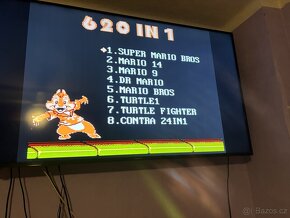 620 IN 1
1. SUPER MARIO BROS
2. MARIO 14
3. MARIO 9
4. DR MARIO
5. MARIO BROS
6. TURTLE1
7. TURTLE FIGHTER
8. CONTRA 24IN1
Bazos.cz